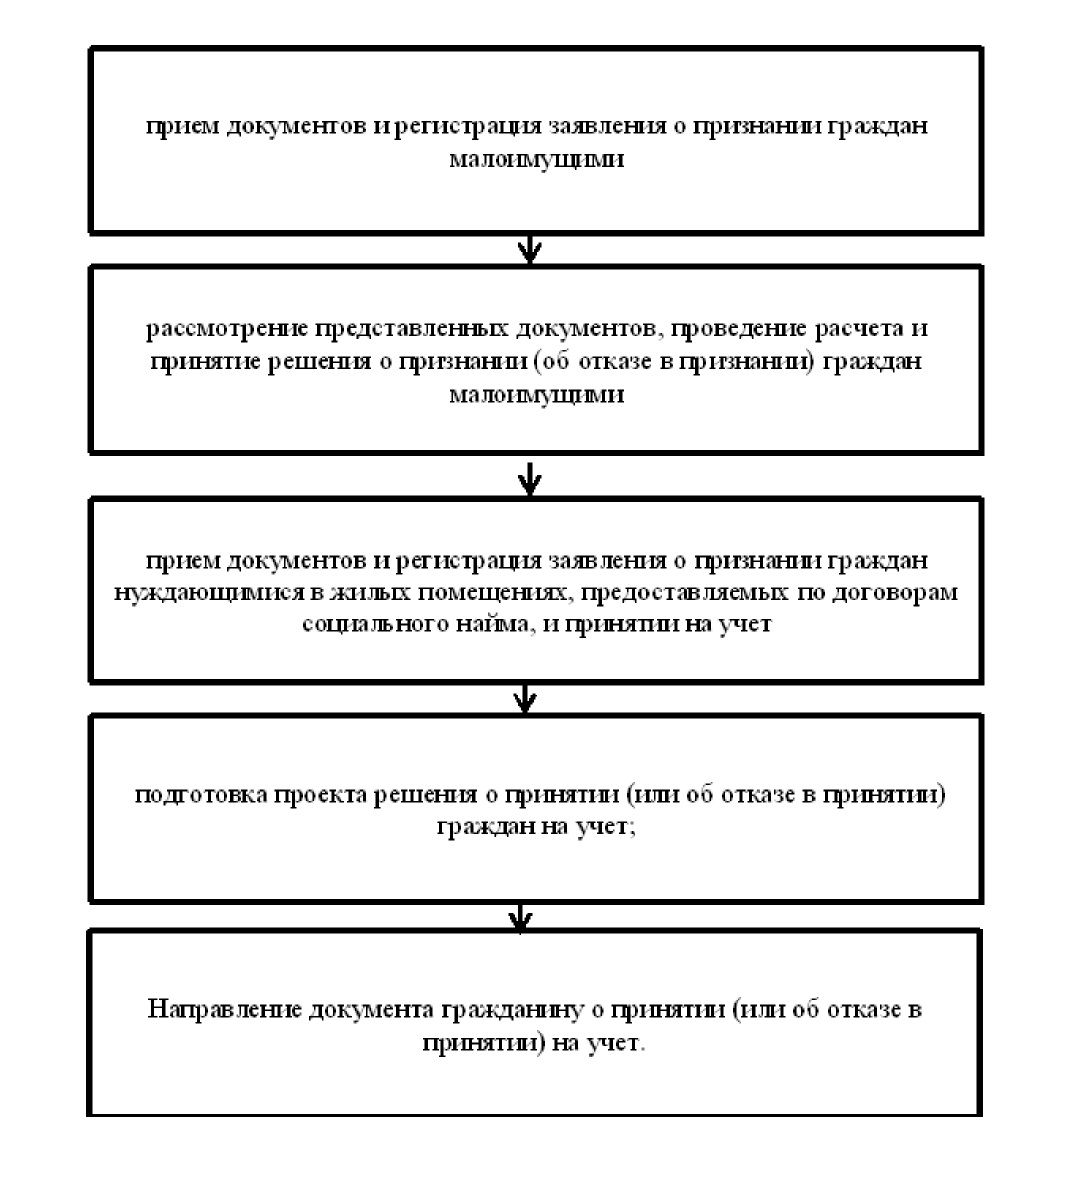 прием документов и регистрация заявления о признании граждан
малоимущими
рассмотрение представленных документов, проведение расчета и
принятие решения о признании (об отказе в признании) граждан
малоимущими
прием документов и регистрация заявления о признании граждан
нуждающимися в жилых помещениях, предоставляемых по договорам
социального найма, и принятии на учет
подготовка проекта решения о принятии (или об отказе в принятии)
граждан на учет;
Направление документа гражданину о принятии (или об отказе в
принятии) на учет.